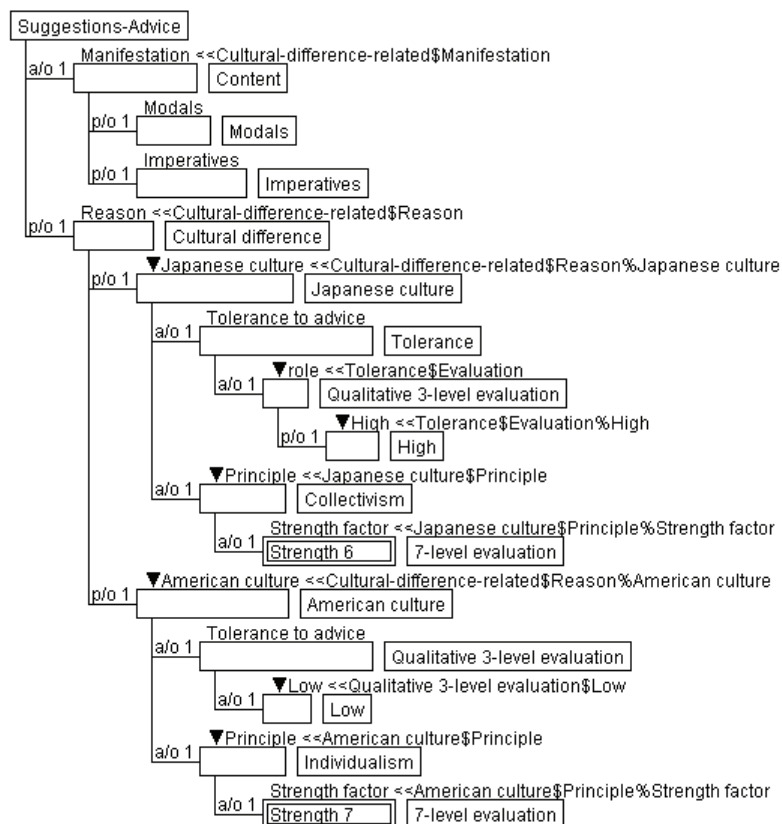 Suggestions-Advice
Manifestation <<Cultural-difference-related$Manifestation
a/o 1 Content
Modals
p/o 1 Modals
Imperatives
p/o 1 Imperatives
Reason <<Cultural-difference-related$Reason
p/o 1 Cultural difference
▼Japanese culture <<Cultural-difference-related$Reason%Japanese culture
p/o 1 Japanese culture
Tolerance to advice
a/o 1 Tolerance
▼role <<Tolerance$Evaluation
a/o 1 Qualitative 3-level evaluation
▼High <<Tolerance$Evaluation%High
p/o 1 High
▼Principle <<Japanese culture$Principle
a/o 1 Collectivism
Strength factor <<Japanese culture$Principle%Strength factor
a/o 1 Strength 6 7-level evaluation
▼American culture <<Cultural-difference-related$Reason%American culture
p/o 1 American culture
Tolerance to advice
a/o 1 Qualitative 3-level evaluation
▼Low <<Qualitative 3-level evaluation$Low
a/o 1 Low
▼Principle <<American culture$Principle
a/o 1 Individualism
Strength factor <<American culture$Principle%Strength factor
a/o 1 Strength 7 7-level evaluation